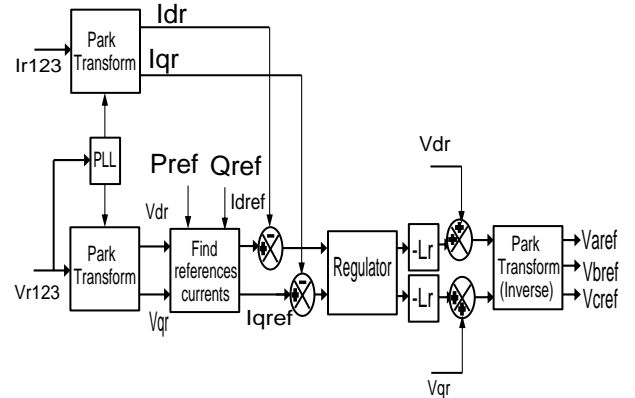 Idr
Park
Transform
Iqr
Ir123
PLL
Pref
Qref
Vdr
Vdr
Idref
Park
Transform
Find
references
currents
Regulator
-Lr
-Lr
Park
Transform
(Inverse)
Varef
Vbref
Vcref
Vr123
Vqr
Iqref
Vqr